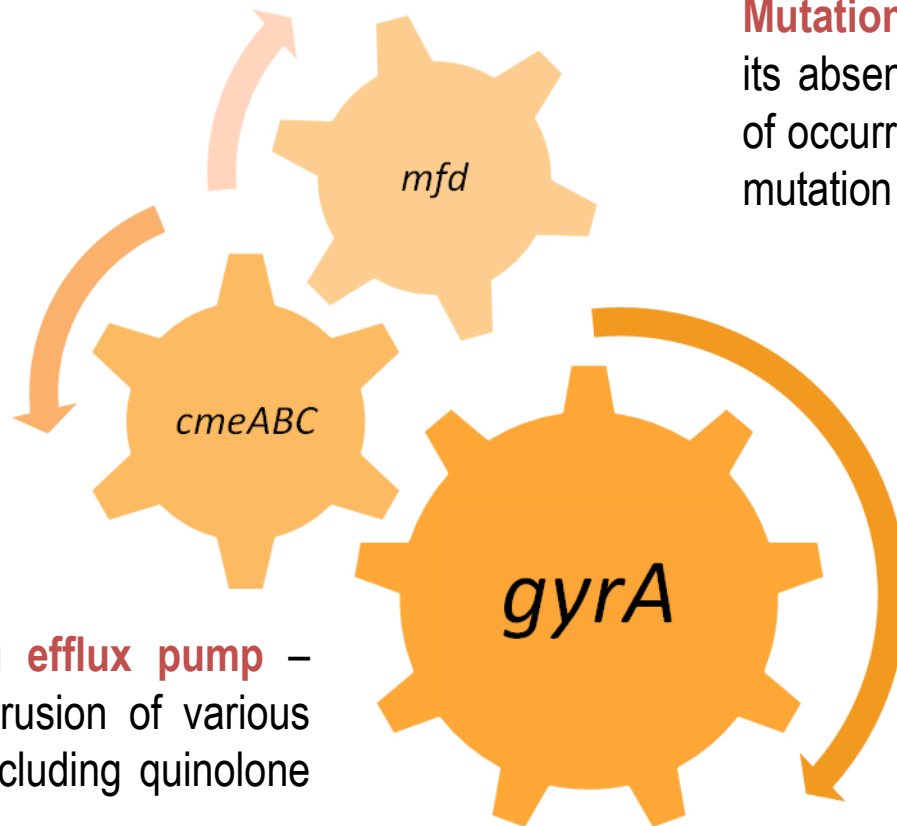 Mutation
its absen
of occurr
mutation
mfd
cmeABC
gyrA
efflux pump –
rusion of various
cluding quinolone